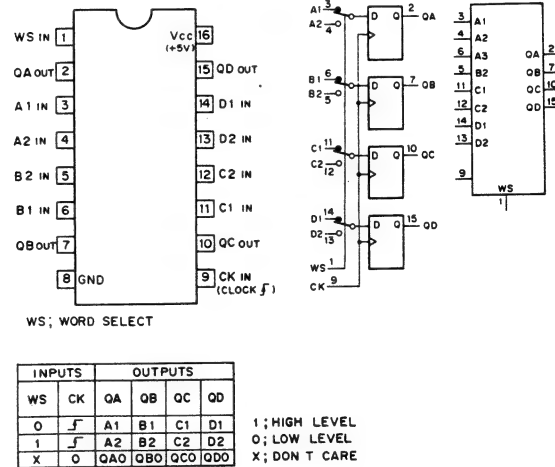 WS IN 1
QA OUT 2
A1 IN 3
A2 IN 4
B2 IN 5
B1 IN 6
QB OUT 7
8 GND
Vcc 16
(+5V)
15 QD OUT
14 D1 IN
13 D2 IN
12 C2 IN
11 C1 IN
10 QC OUT
9 CK IN
(CLOCK )
WS; WORD SELECT
A1 3
A2 4
D Q 2 QA
B1 6
B2 5
D Q 7 QB
C1 11
C2 12
D Q 10 QC
D1 14
D2 13
D Q 15 QD
WS 1
CK 9
3 A1
4 A2
6 A3
5 B2
11 C1
12 C2
14 D1
13 D2
9
QA 2
QB 7
QC 10
QD 15
WS
1
INPUTS OUTPUTS
WS CK QA QB QC QD
0 A1 B1 C1 D1
1 A2 B2 C2 D2
X 0 QAO QBO QCO QDO
1; HIGH LEVEL
0; LOW LEVEL
X; DON T CARE